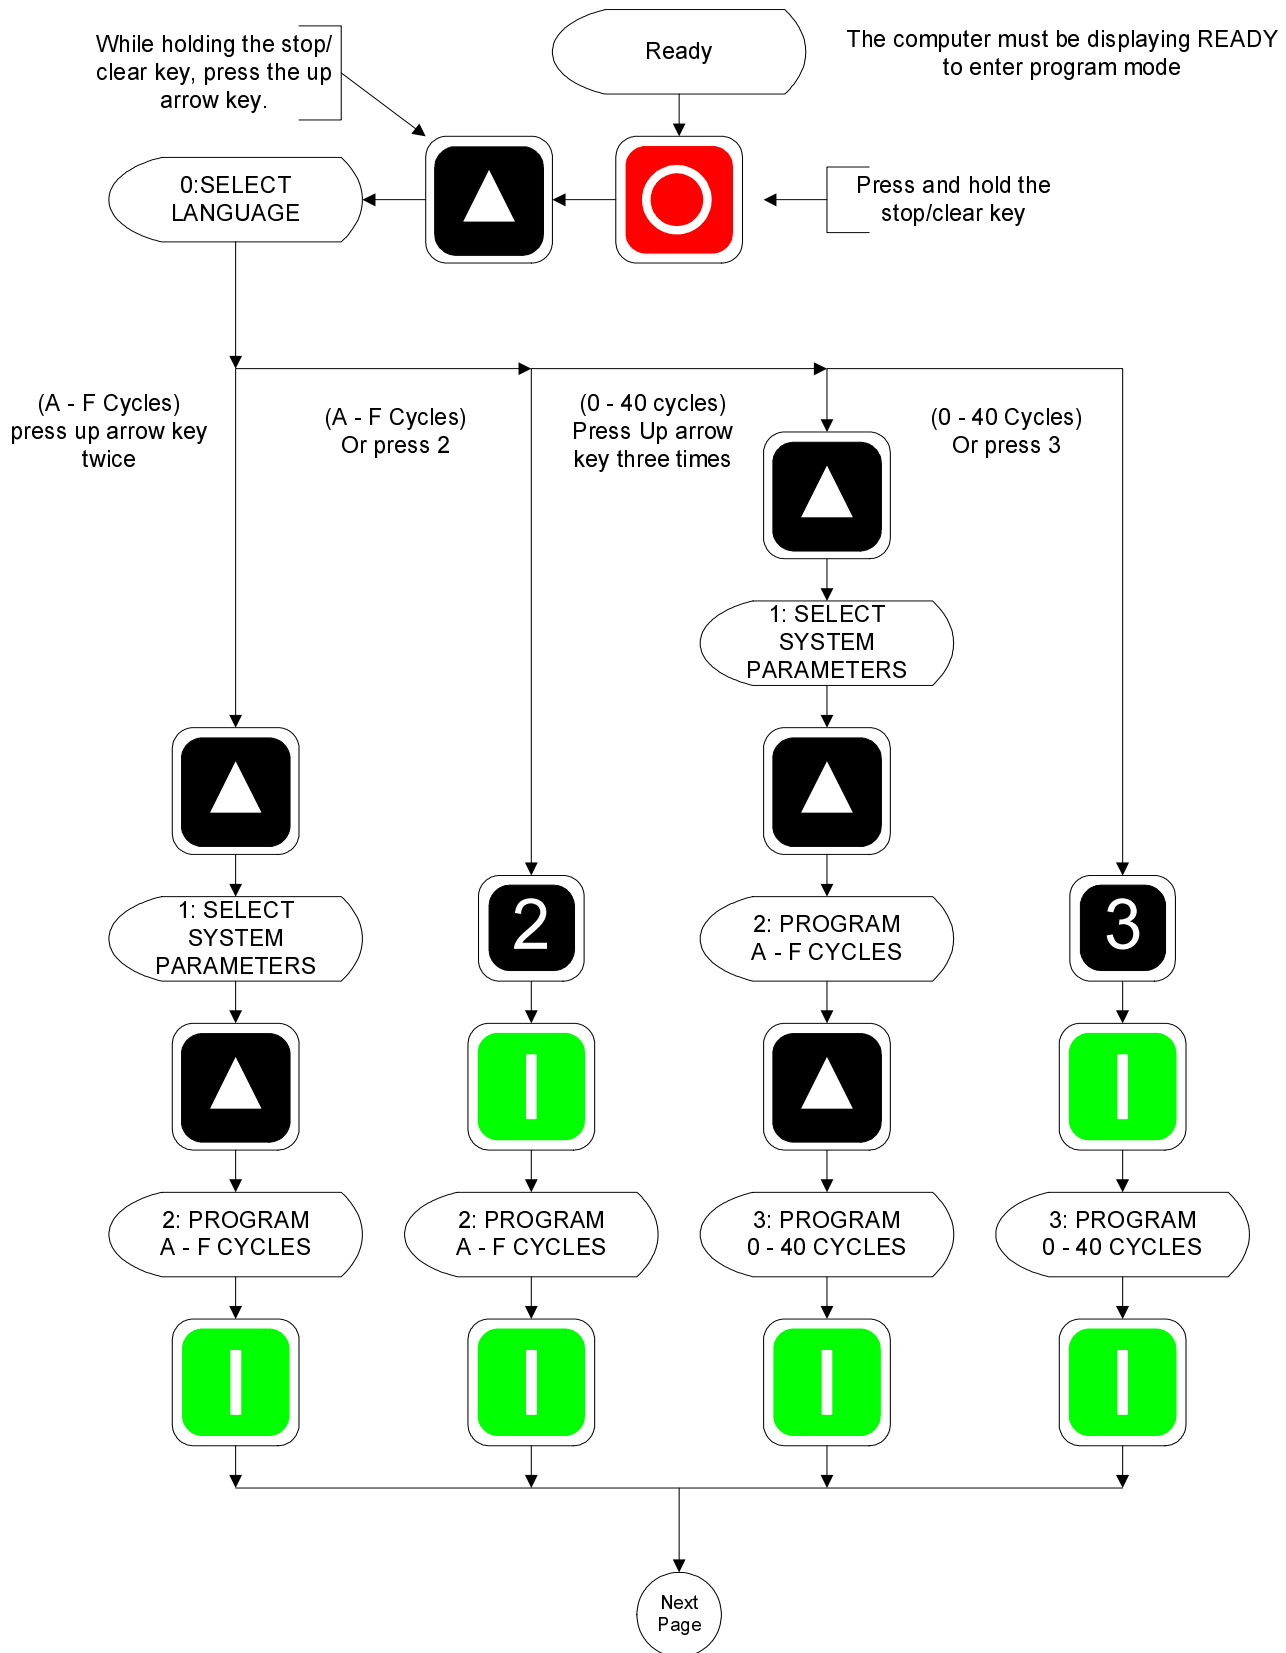 While holding the stop/
clear key, press the up
arrow key.
Ready
The computer must be displaying READY
to enter program mode
0:SELECT
LANGUAGE
Press and hold the
stop/clear key
(A - F Cycles)
press up arrow key
twice
(A - F Cycles)
Or press 2
(0 - 40 cycles)
Press Up arrow
key three times
(0 - 40 Cycles)
Or press 3
1: SELECT
SYSTEM
PARAMETERS
1: SELECT
SYSTEM
PARAMETERS
2
2: PROGRAM
A - F CYCLES
3
2: PROGRAM
A - F CYCLES
2: PROGRAM
A - F CYCLES
3: PROGRAM
0 - 40 CYCLES
3: PROGRAM
0 - 40 CYCLES
Next
Page